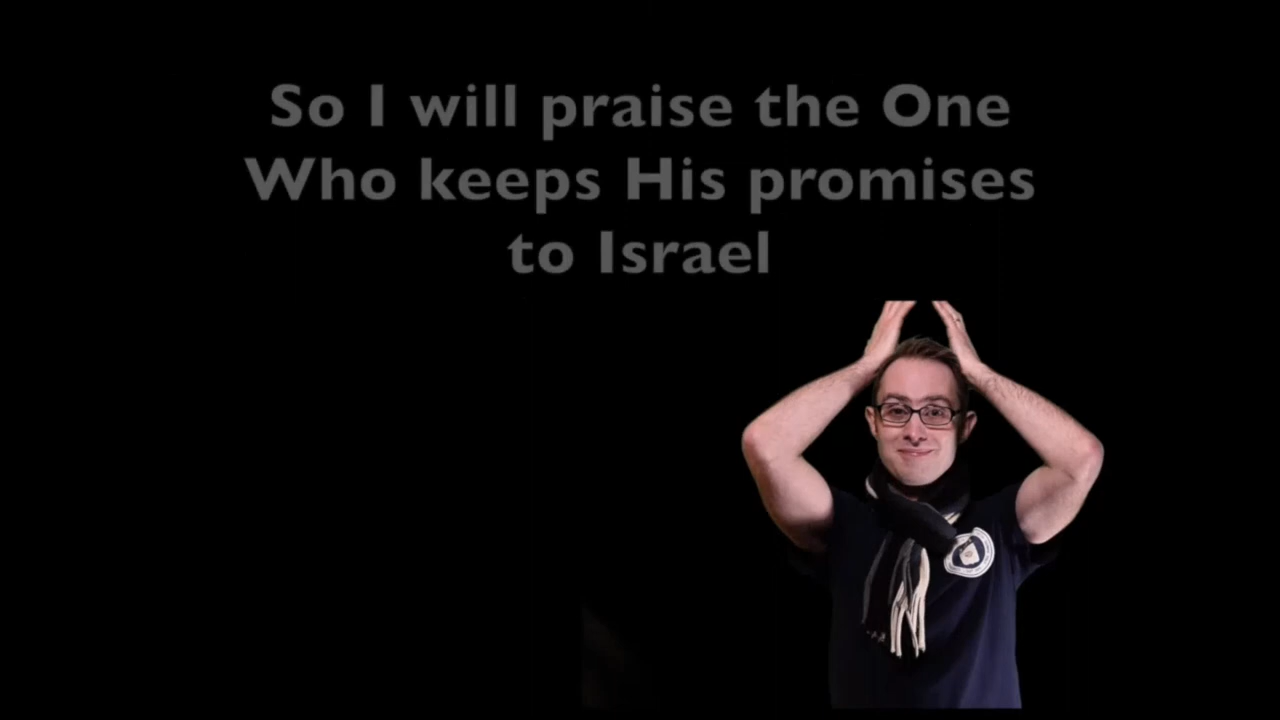 So I will praise the One
Who keeps His promises
to Israel